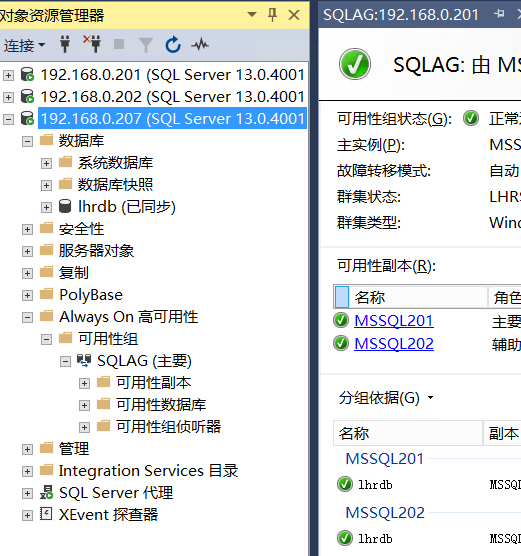 对象资源管理器
连接
192.168.0.201 (SQL Server 13.0.4001
192.168.0.202 (SQL Server 13.0.4001
192.168.0.207 (SQL Server 13.0.4001
数据库
系统数据库
数据库快照
lhrdb (已同步)
安全性
服务器对象
复制
PolyBase
Always On 高可用性
可用性组
SQLAG (主要)
可用性副本
可用性数据库
可用性组侦听器
管理
Integration Services 目录
SQL Server 代理
XEvent 探查器
SQLAG:192.168.0.201
SQLAG: 由 MS
可用性组状态(G): 正常
主实例(P): MSS
故障转移模式: 自动
群集状态: LHRS
群集类型: Wind
可用性副本(R):
名称 角色
MSSQL201 主要
MSSQL202 辅助
分组依据(G)
名称 副本
MSSQL201
lhrdb MSSQL
MSSQL202
lhrdb MSSQL